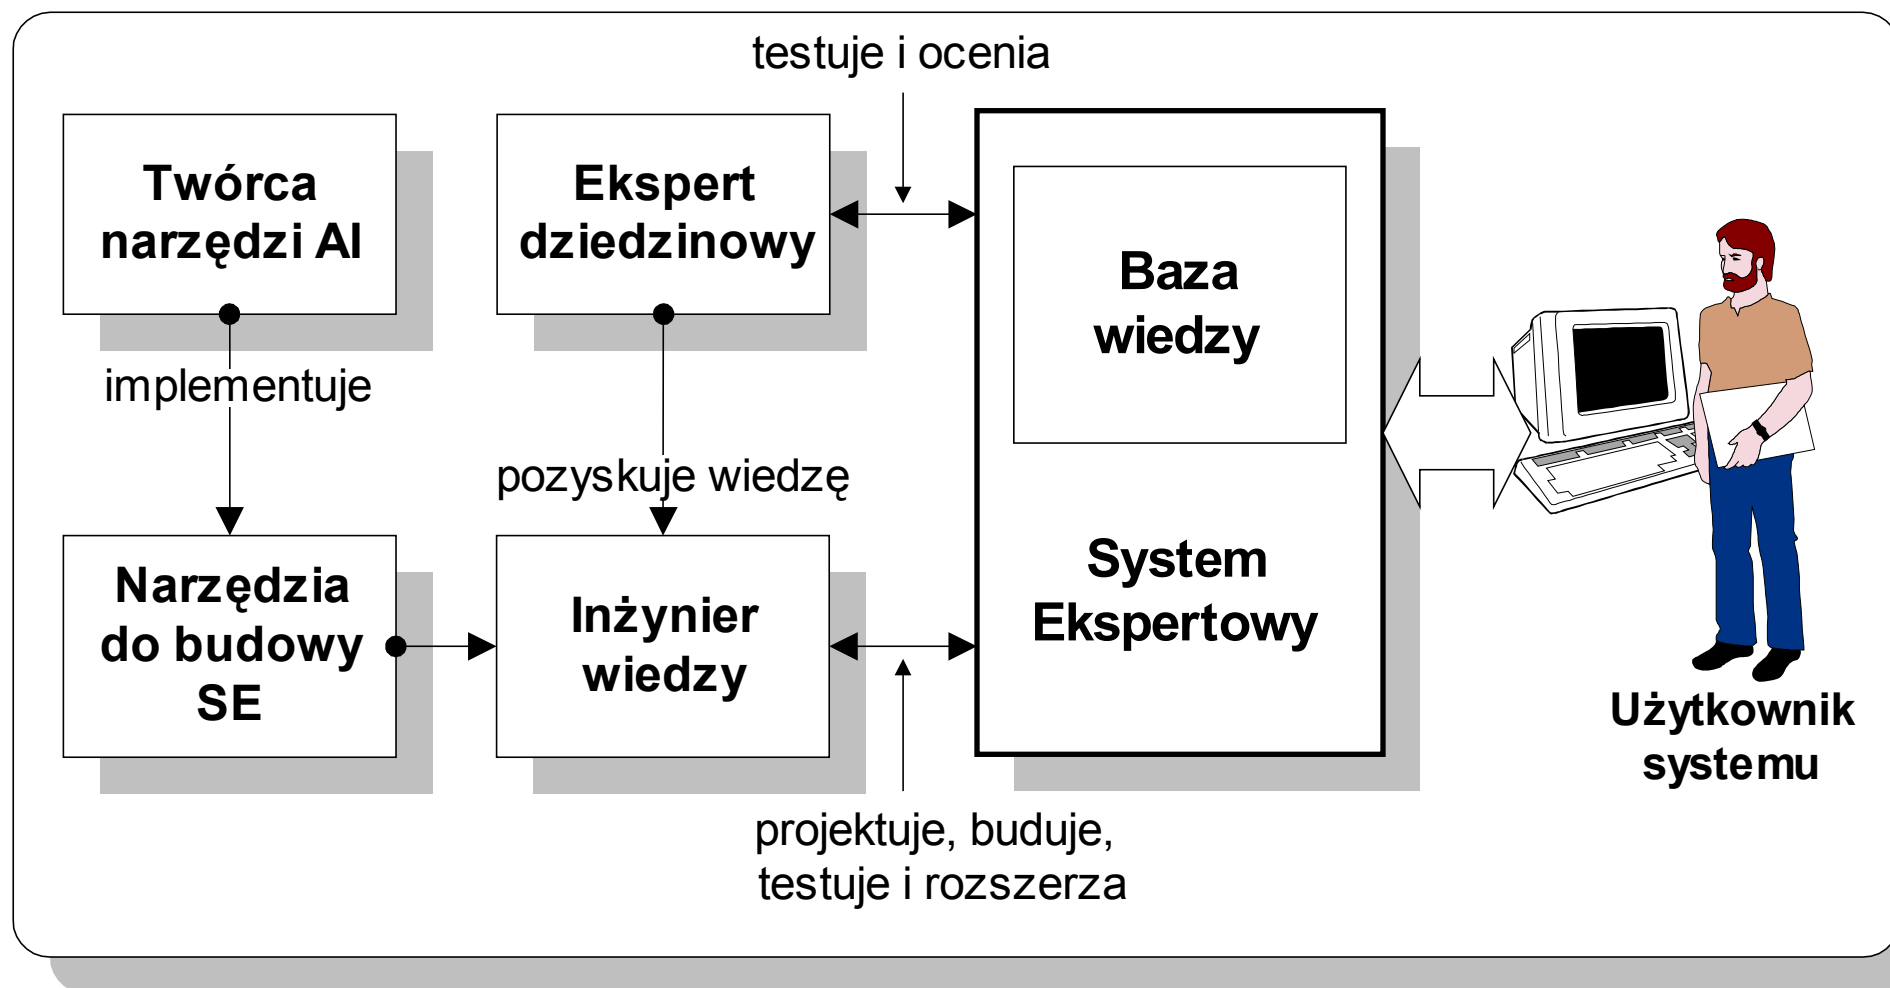 testuje i ocenia
Twórca
narzędzi AI
Ekspert
dziedzinowy
Baza
wiedzy
implementuje
pozyskuje wiedzę
Narzędzia
do budowy
SE
Inżynier
wiedzy
System
Ekspertowy
Użytkownik
systemu
projektuje, buduje,
testuje i rozszerza